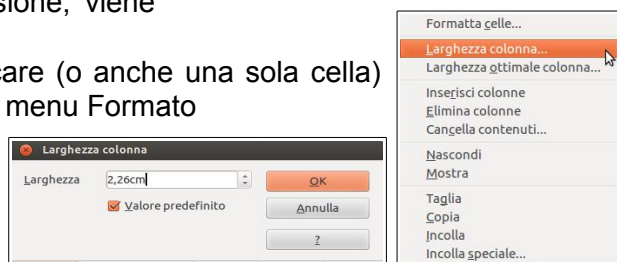 sione, viene
care (o anche una sola cella)
menu Formato
Larghezza colonna
Larghezza 2,26cm OK
Valore predefinito Annulla
?
Formatta celle...
Larghezza colonna...
Larghezza ottimale colonna...
Inserisci colonne
Elimina colonne
Cancella contenuti...
Nascondi
Mostra
Taglia
Copia
Incolla
Incolla speciale...